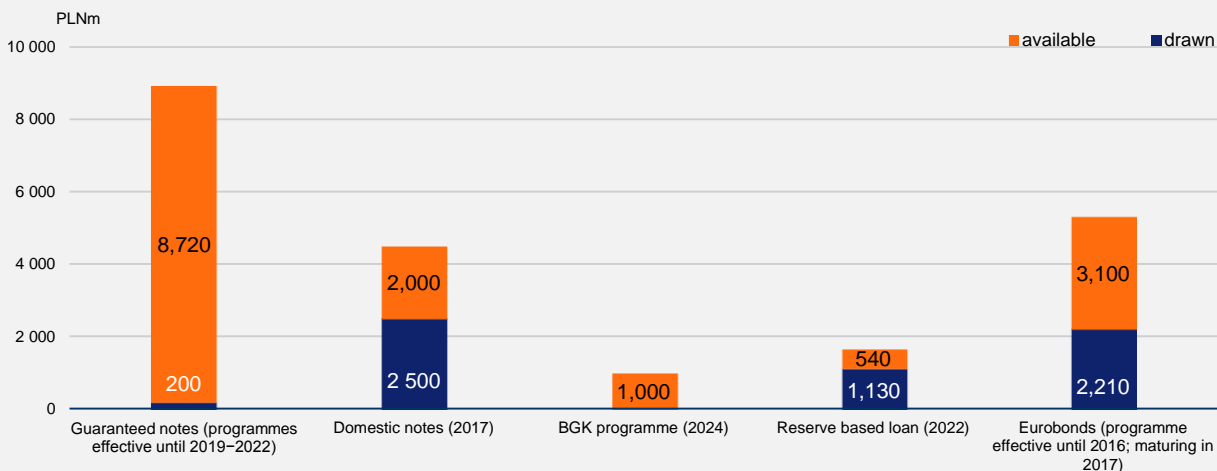 PLNm
available
drawn
10 000
8 000
6 000
4 000
2 000
0
8,720
200
2,000
2 500
1,000
540
1,130
3,100
2,210
Guaranteed notes (programmes
effective until 2019−2022)
Domestic notes (2017)
BGK programme (2024)
Reserve based loan (2022)
Eurobonds (programme
effective until 2016; maturing in
2017)